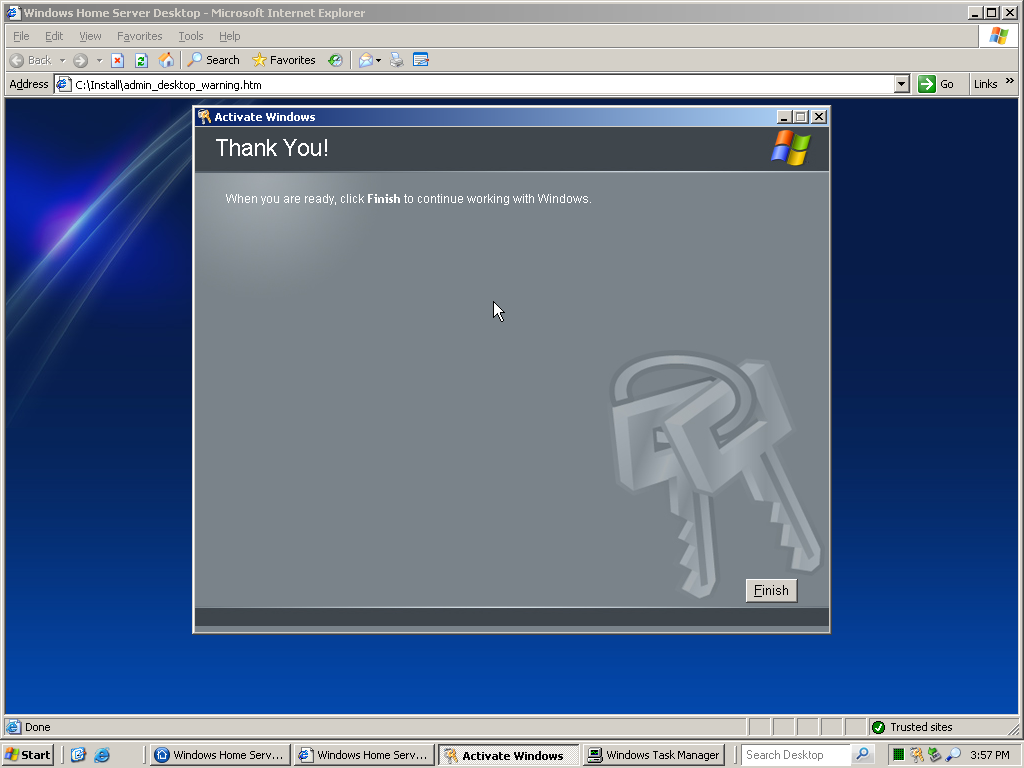 Windows Home Server Desktop - Microsoft Internet Explorer
File Edit View Favorites Tools Help
Back Search Favorites
Address C:\Install\admin_desktop_warning.htm Go Links »
Activate Windows
Thank You!
When you are ready, click Finish to continue working with Windows.
Finish
Done Trusted sites
Start Windows Home Serv... Windows Home Serv... Activate Windows Windows Task Manager Search Desktop 3:57 PM